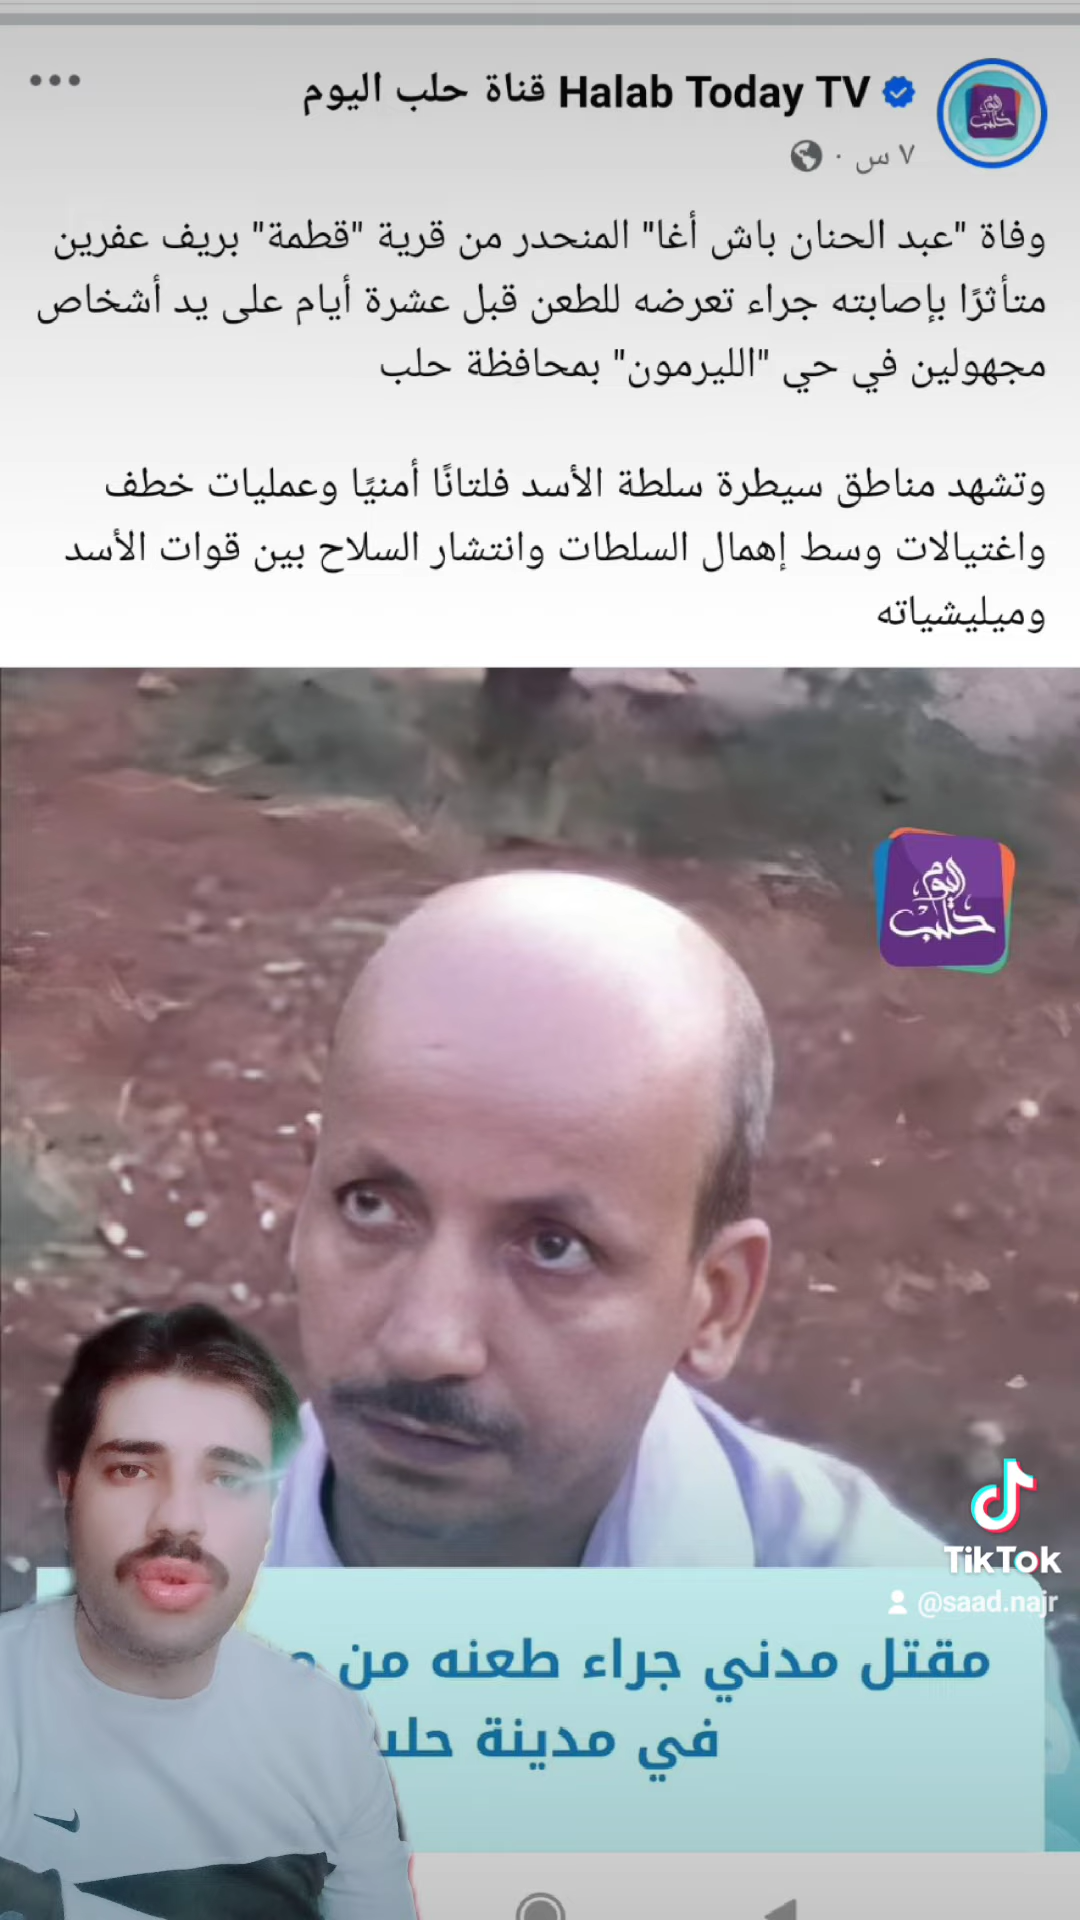 Halab Today TV قناة حلب اليوم
٧ س ·
وفاة "عبد الحنان باش أغا" المنحدر من قرية "قطمة" بريف عفرين
متأثرًا بإصابته جراء تعرضه للطعن قبل عشرة أيام على يد أشخاص
مجهولين في حي "الليرمون" بمحافظة حلب
وتشهد مناطق سيطرة سلطة الأسد فلتانًا أمنيًا وعمليات خطف
واغتيالات وسط إهمال السلطات وانتشار السلاح بين قوات الأسد
وميليشياته
اليوم
حلب
TikTok
@saad.najr
مقتل مدني جراء طعنه من
في مدينة حلب